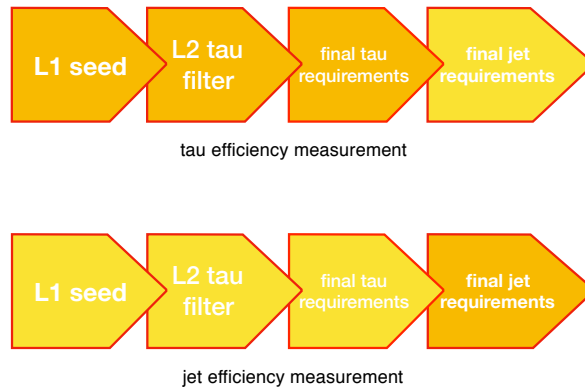 L1 seed
L2 tau
filter
final tau
requirements
final jet
requirements
tau efficiency measurement
L1 seed
L2 tau
filter
final tau
requirements
final jet
requirements
jet efficiency measurement